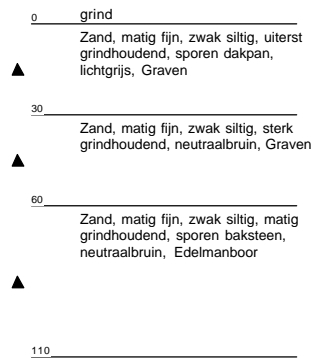 0 grind
Zand, matig fijn, zwak siltig, uiterst
grindhoudend, sporen dakpan,
lichtgrijs, Graven
30
Zand, matig fijn, zwak siltig, sterk
grindhoudend, neutraalbruin, Graven
60
Zand, matig fijn, zwak siltig, matig
grindhoudend, sporen baksteen,
neutraalbruin, Edelmanboor
110